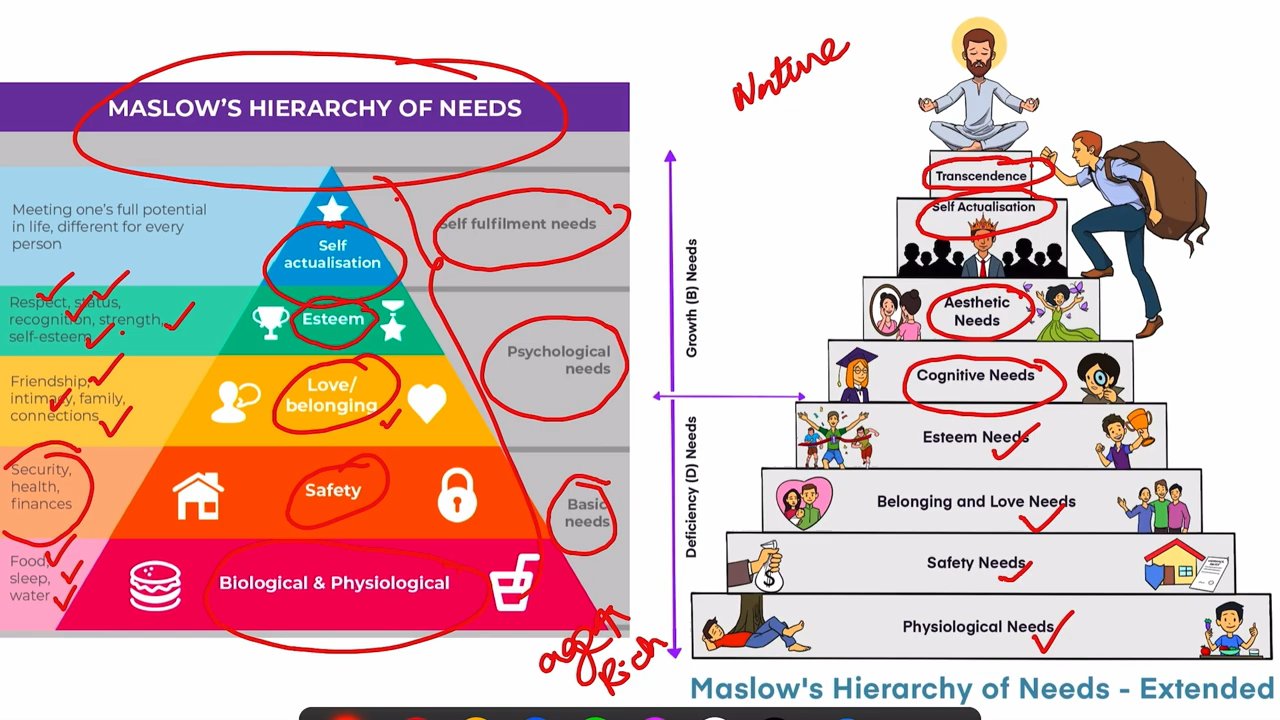 MASLOW'S HIERARCHY OF NEEDS
Meeting one's full potential
in life, different for every
person
Self
actualisation
Self fulfilment needs
Respect, status,
recognition, strength,
self-esteem
Esteem
Psychological
needs
Friendship,
intimacy, family,
connections
Love/
belonging
Security,
health,
finances
Safety
Basic
needs
Food,
sleep,
water
Biological & Physiological
Rich
Nature
Transcendence
Self Actualisation
Aesthetic
Needs
Cognitive Needs
Esteem Needs
Belonging and Love Needs
Safety Needs
Physiological Needs
Growth (B) Needs
Deficiency (D) Needs
Maslow's Hierarchy of Needs - Extended